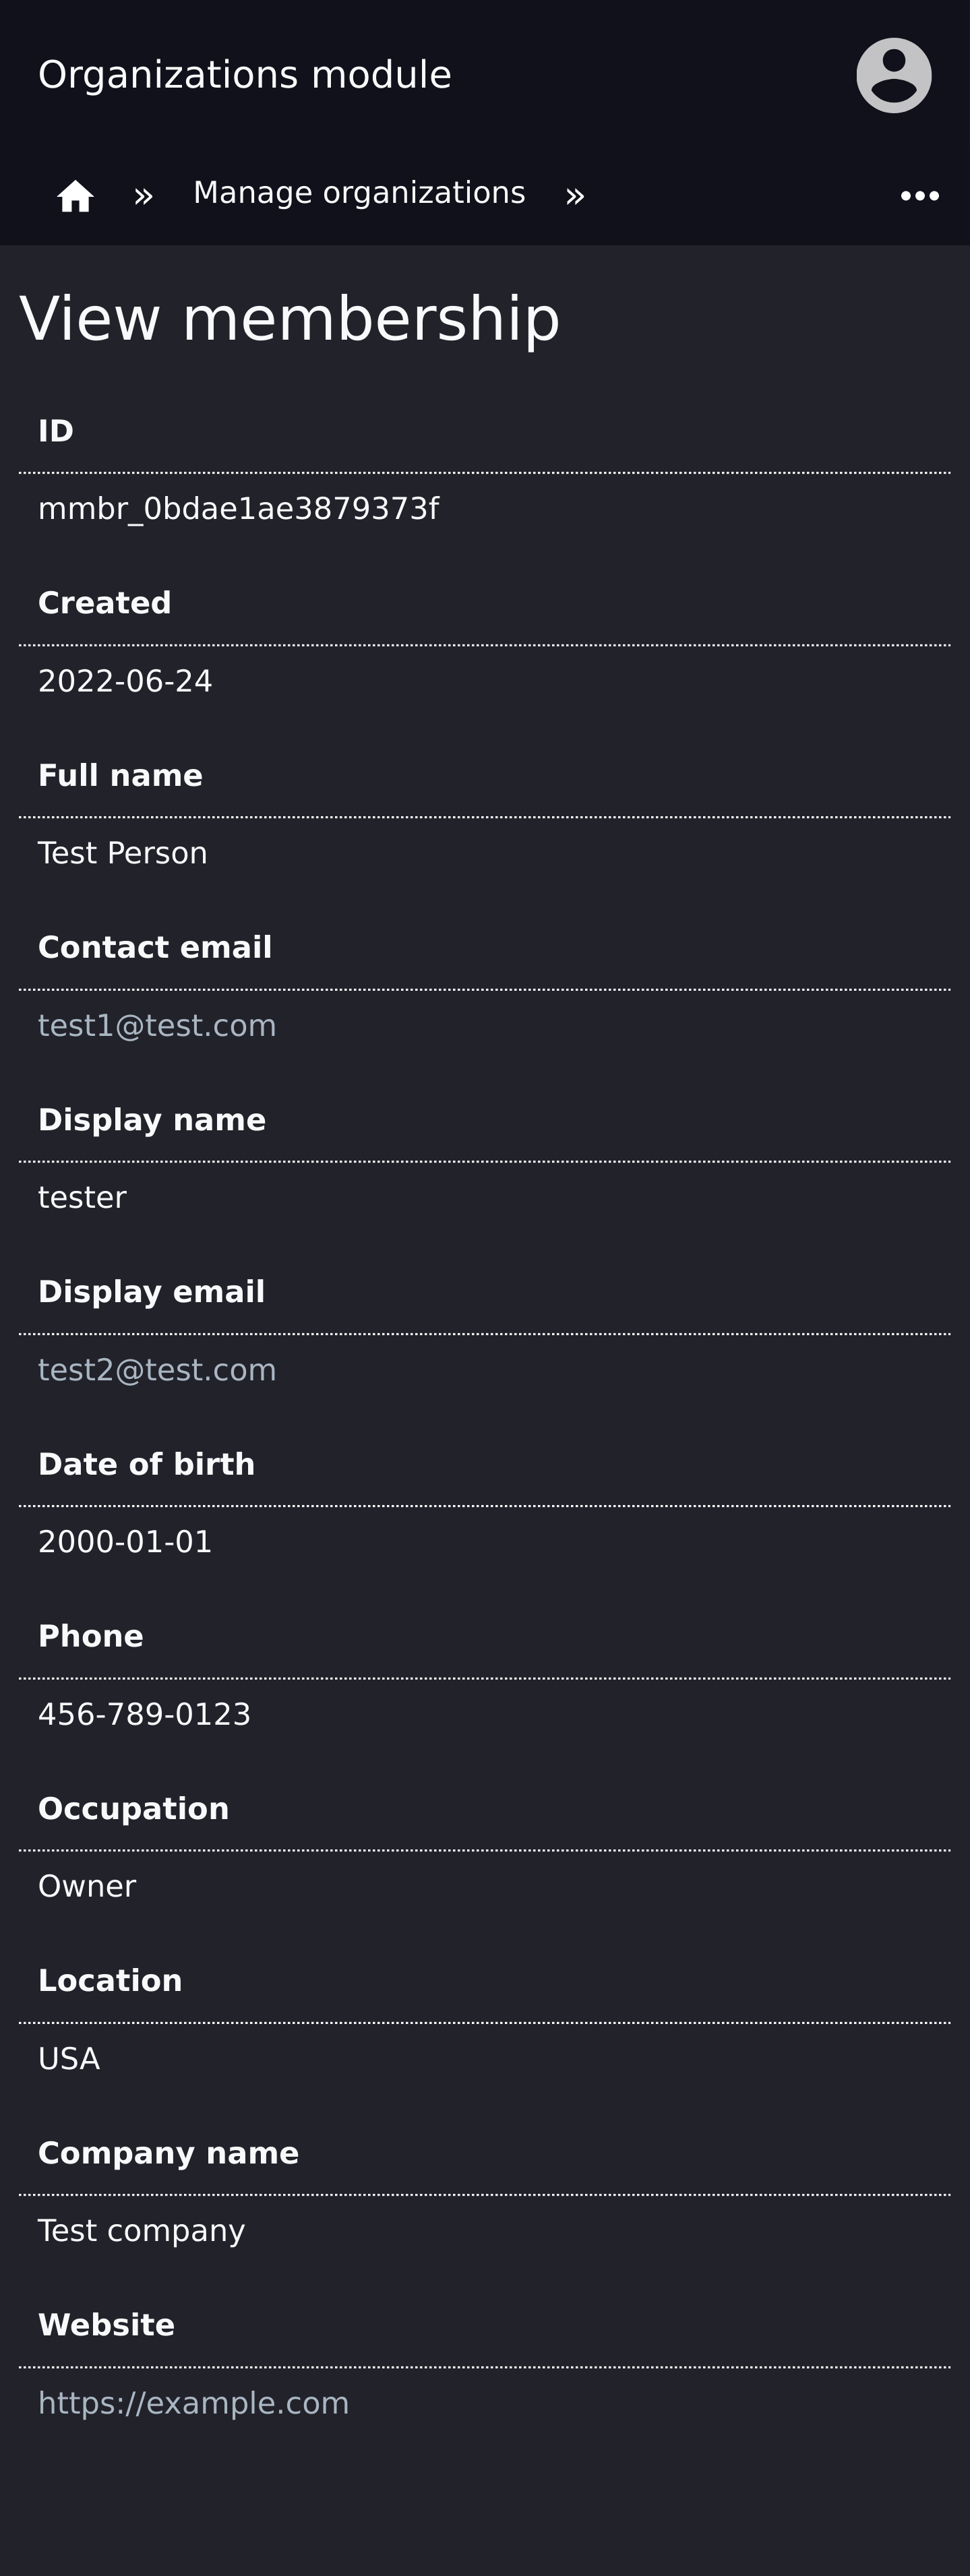 Organizations module
» Manage organizations »
View membership
ID
mmbr_0bdae1ae3879373f
Created
2022-06-24
Full name
Test Person
Contact email
test1@test.com
Display name
tester
Display email
test2@test.com
Date of birth
2000-01-01
Phone
456-789-0123
Occupation
Owner
Location
USA
Company name
Test company
Website
https://example.com